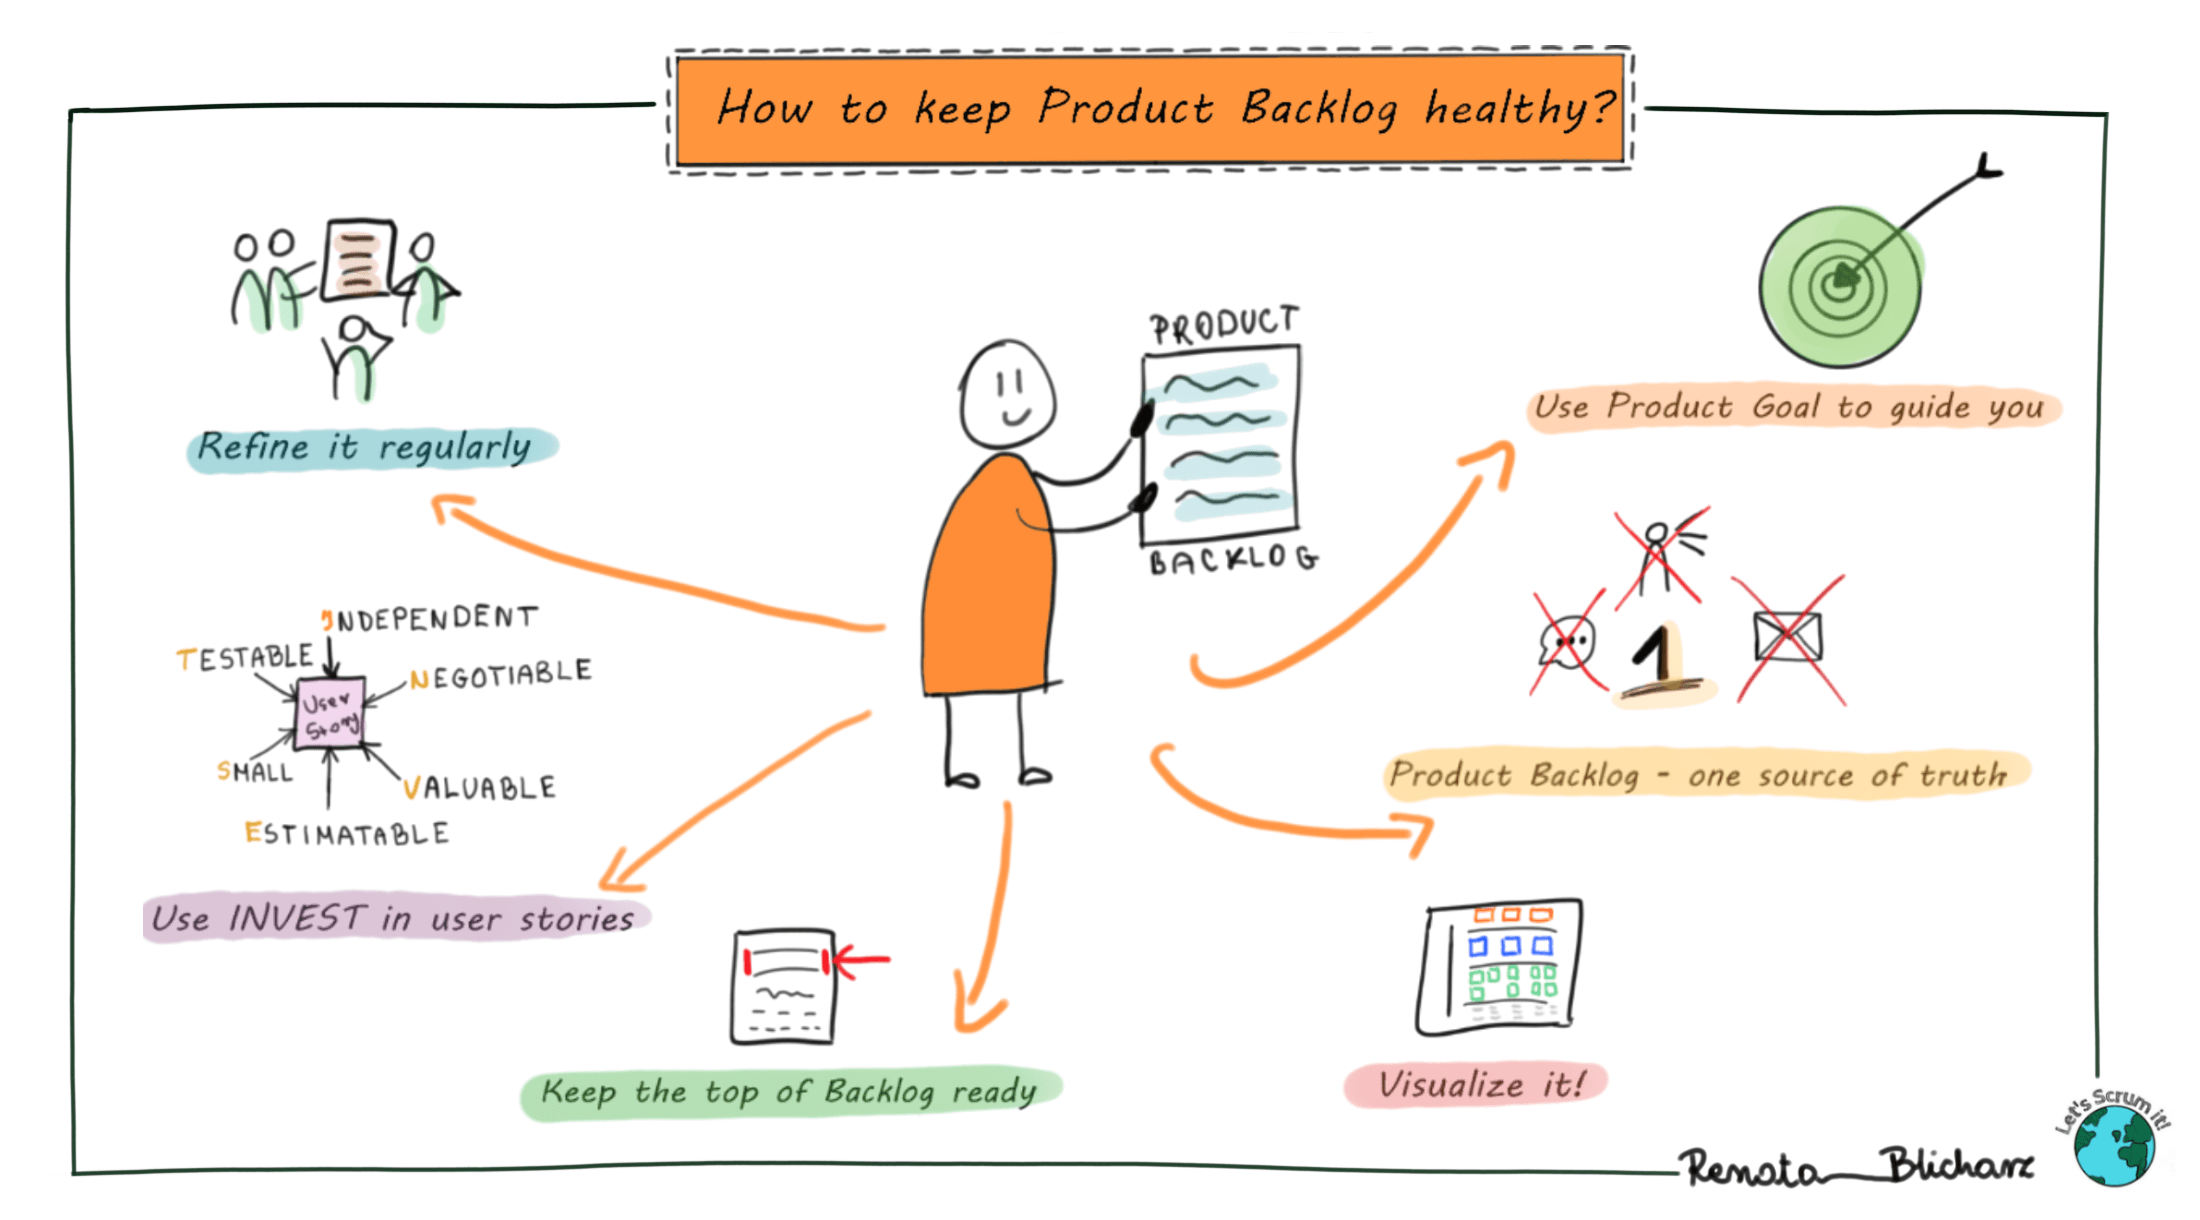 How to keep Product Backlog healthy?
Refine it regularly
PRODUCT
BACKLOG
Use Product Goal to guide you
INDEPENDENT
TESTABLE
NEGOTIABLE
User
Story
SMALL
VALUABLE
ESTIMATABLE
Use INVEST in user stories
1
Product Backlog - one source of truth
Keep the top of Backlog ready
Visualize it!
Let's Scrum it!
Renata Blicharz